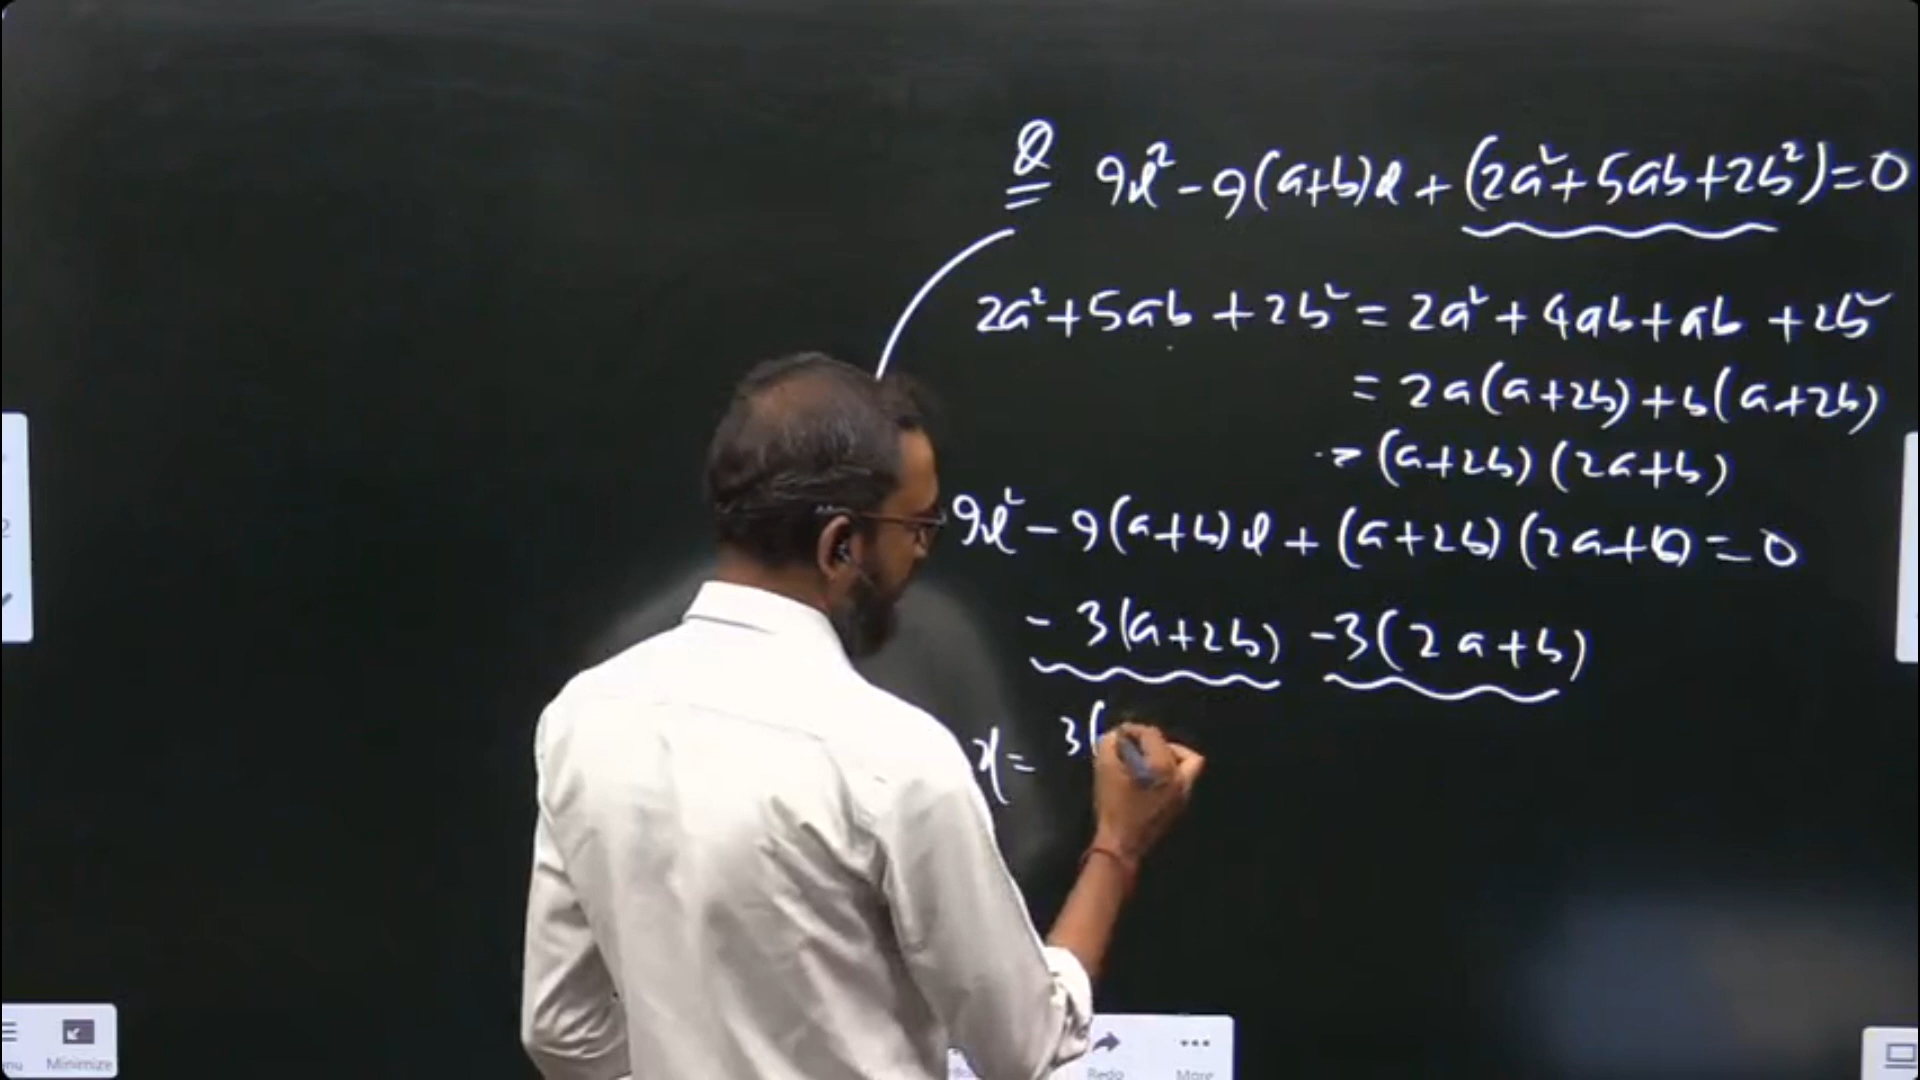 Q 9x² - 9(a+b)x + (2a²+5ab+2b²)=0
2a²+5ab+2b² = 2a²+4ab+ab+2b²
= 2a(a+2b)+b(a+2b)
= (a+2b)(2a+b)
9x² - 9(a+b)x + (a+2b)(2a+b)=0
-3(a+2b) -3(2a+b)
x= 3(
2
Minimize
Redo
More